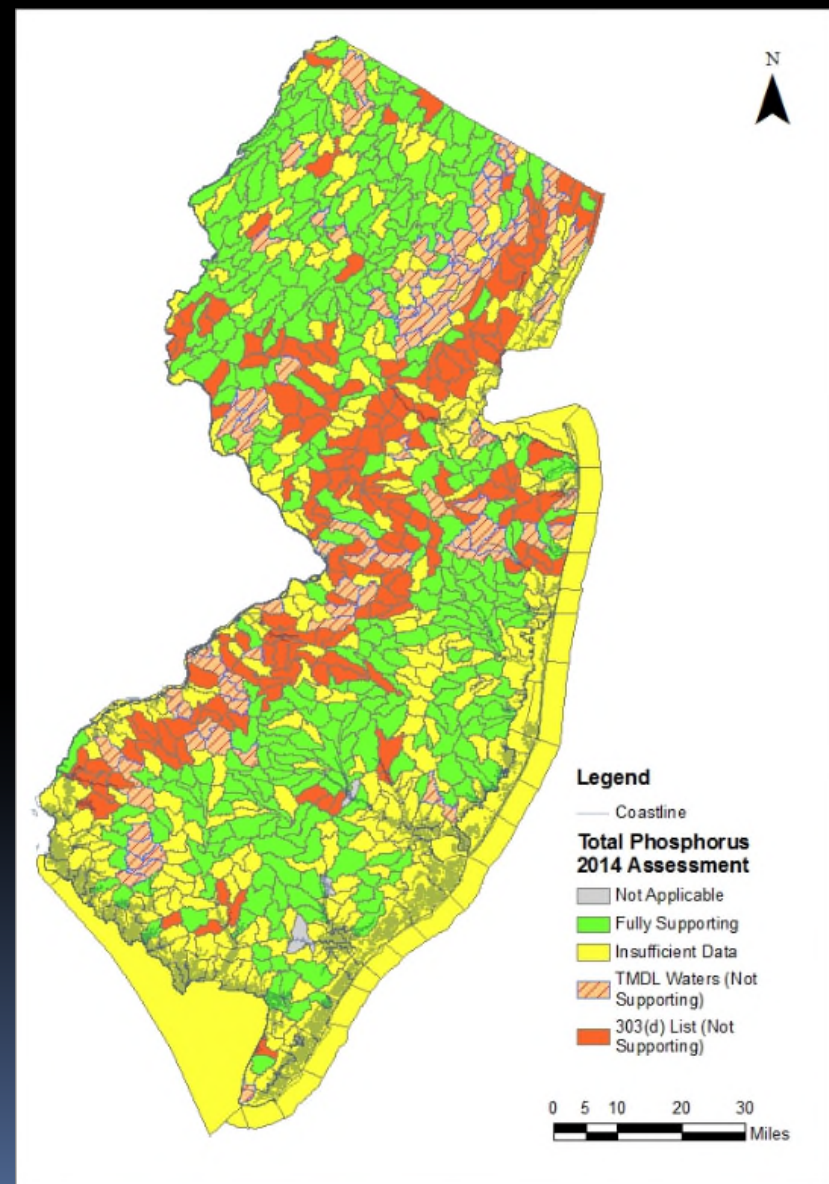 N
Legend
Coastline
Total Phosphorus
2014 Assessment
Not Applicable
Fully Supporting
Insufficient Data
TMDL Waters (Not
Supporting)
303(d) List (Not
Supporting)
0 5 10 20 30
Miles